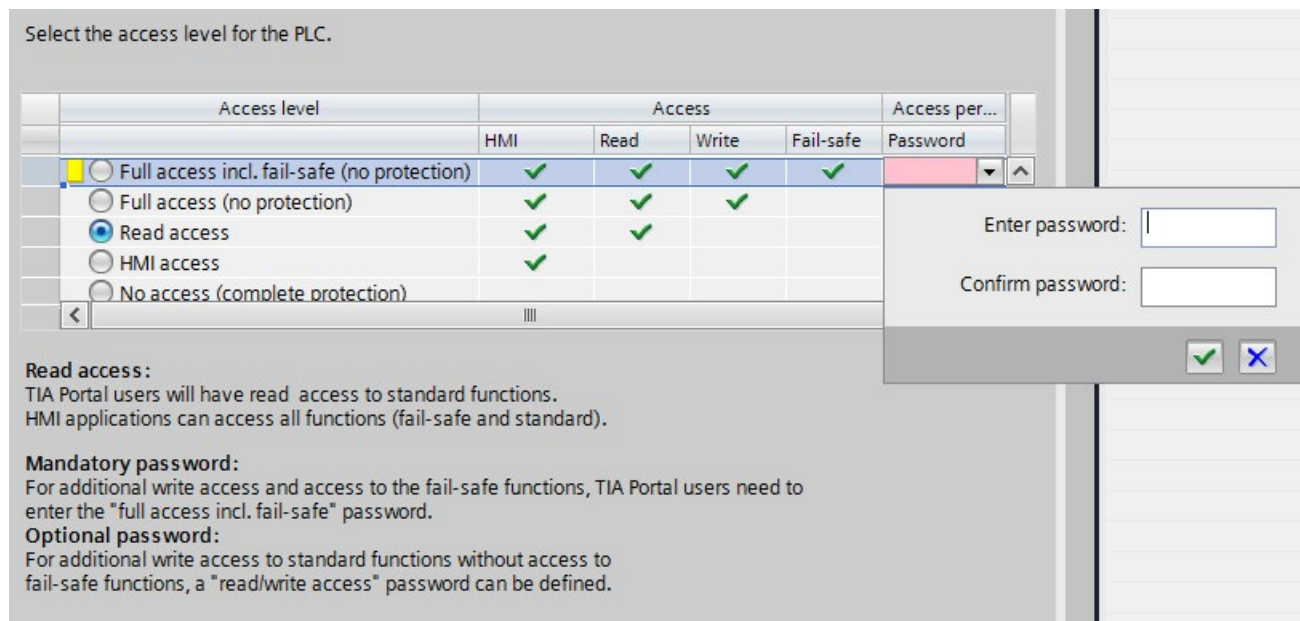 Select the access level for the PLC.
Access level Access Access per...
HMI Read Write Fail-safe Password
Full access incl. fail-safe (no protection)
Full access (no protection)
Read access
HMI access
No access (complete protection)
Enter password:
Confirm password:
Read access:
TIA Portal users will have read access to standard functions.
HMI applications can access all functions (fail-safe and standard).
Mandatory password:
For additional write access and access to the fail-safe functions, TIA Portal users need to
enter the "full access incl. fail-safe" password.
Optional password:
For additional write access to standard functions without access to
fail-safe functions, a "read/write access" password can be defined.